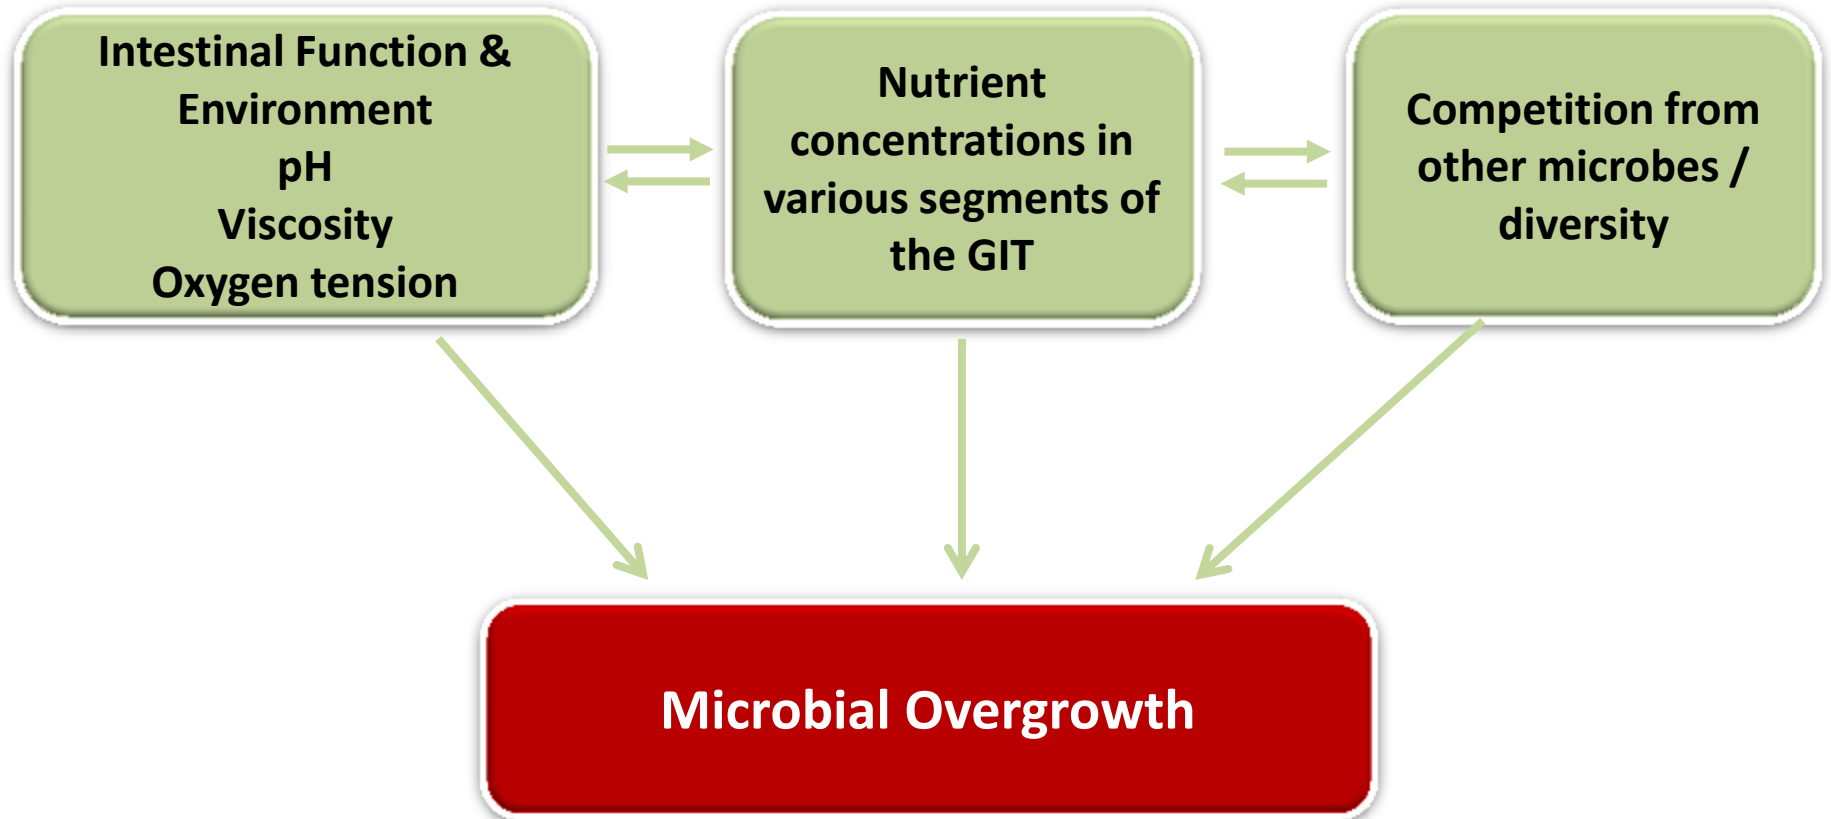 Intestinal Function &
Environment
pH
Viscosity
Oxygen tension
Nutrient
concentrations in
various segments of
the GIT
Competition from
other microbes /
diversity
Microbial Overgrowth